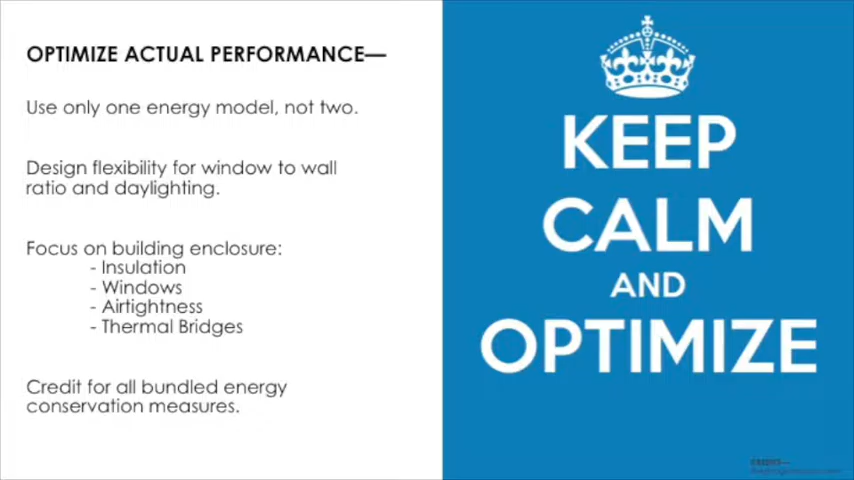 OPTIMIZE ACTUAL PERFORMANCE—
Use only one energy model, not two.
Design flexibility for window to wall
ratio and daylighting.
Focus on building enclosure:
- Insulation
- Windows
- Airtightness
- Thermal Bridges
Credit for all bundled energy
conservation measures.
KEEP
CALM
AND
OPTIMIZE